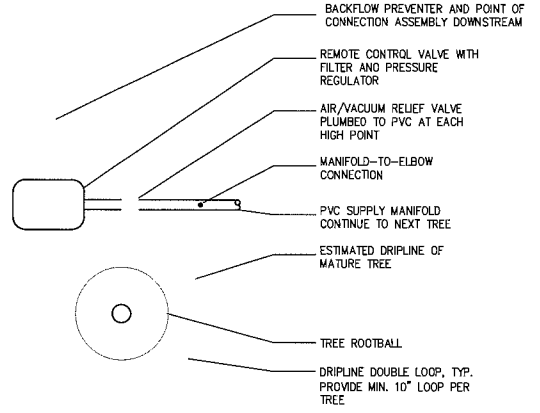 BACKFLOW PREVENTER AND POINT OF
CONNECTION ASSEMBLY DOWNSTREAM
REMOTE CONTROL VALVE WITH
FILTER AND PRESSURE
REGULATOR
AIR/VACUUM RELIEF VALVE
PLUMBED TO PVC AT EACH
HIGH POINT
MANIFOLD-TO-ELBOW
CONNECTION
PVC SUPPLY MANIFOLD
CONTINUE TO NEXT TREE
ESTIMATED DRIPLINE OF
MATURE TREE
TREE ROOTBALL
DRIPLINE DOUBLE LOOP, TYP.
PROVIDE MIN. 10" LOOP PER
TREE